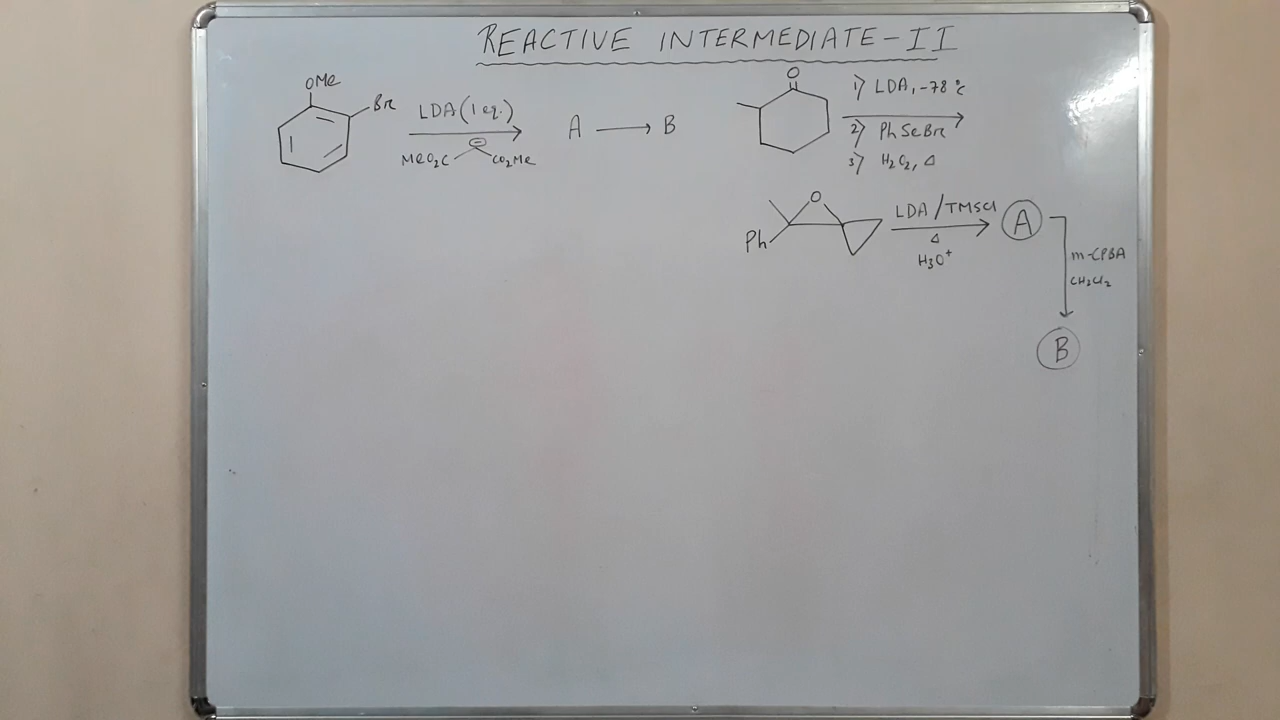 REACTIVE INTERMEDIATE-II
OMe
Br
LDA (1 eq.)
MeO2C ⊖ CO2Me
A → B
O
1) LDA, -78 °C
2) PhSeBr
3) H2O2, Δ
O
Ph
LDA / TMSCl
Δ
H3O+
A
m-CPBA
CH2Cl2
B